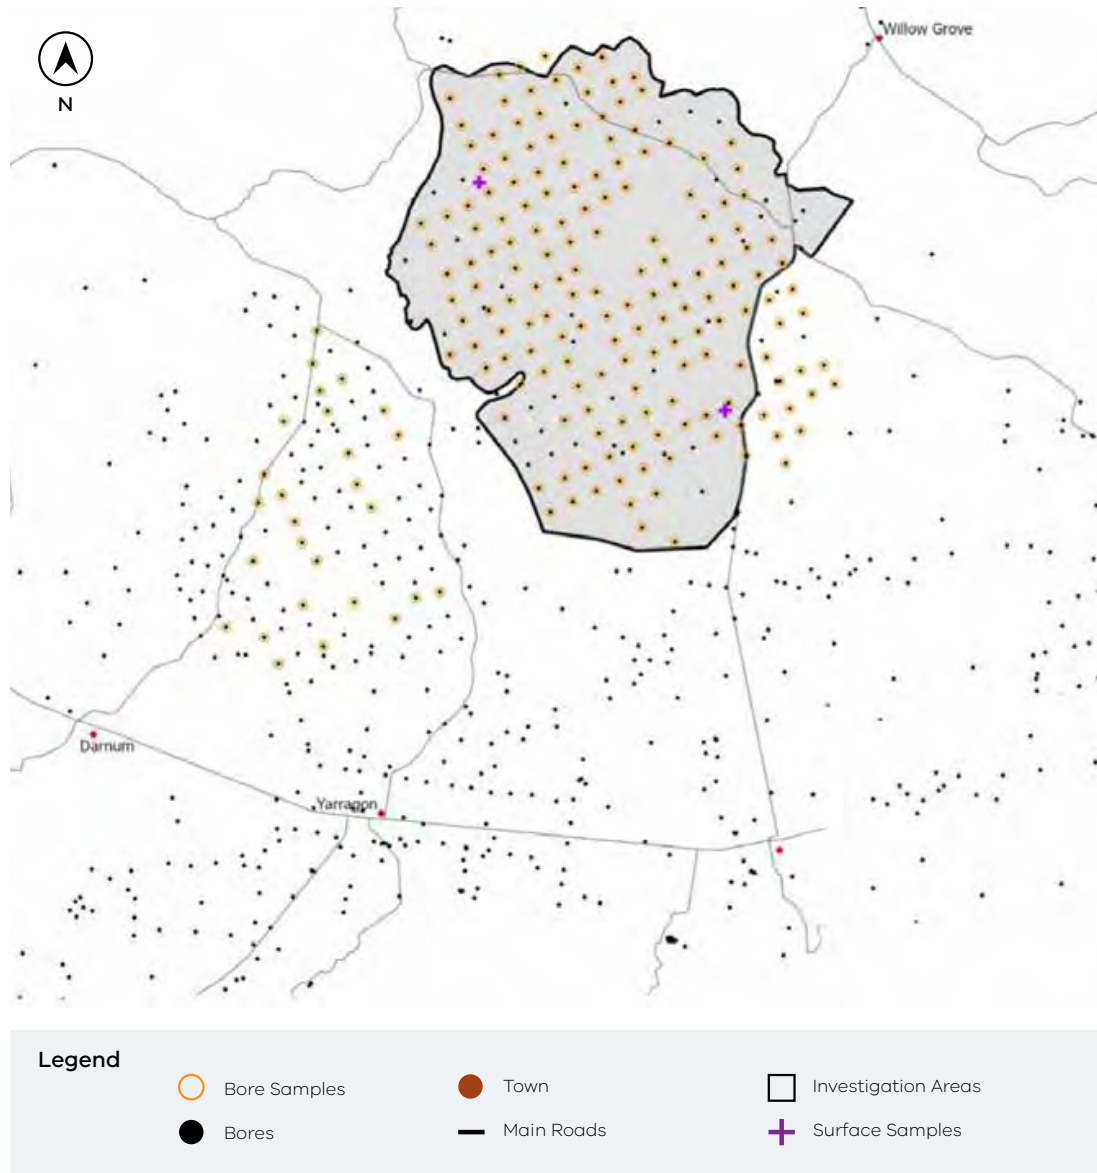 Willow Grove
N
Darnum
Yarragon
Legend
Bore Samples
Town
Investigation Areas
Bores
Main Roads
Surface Samples